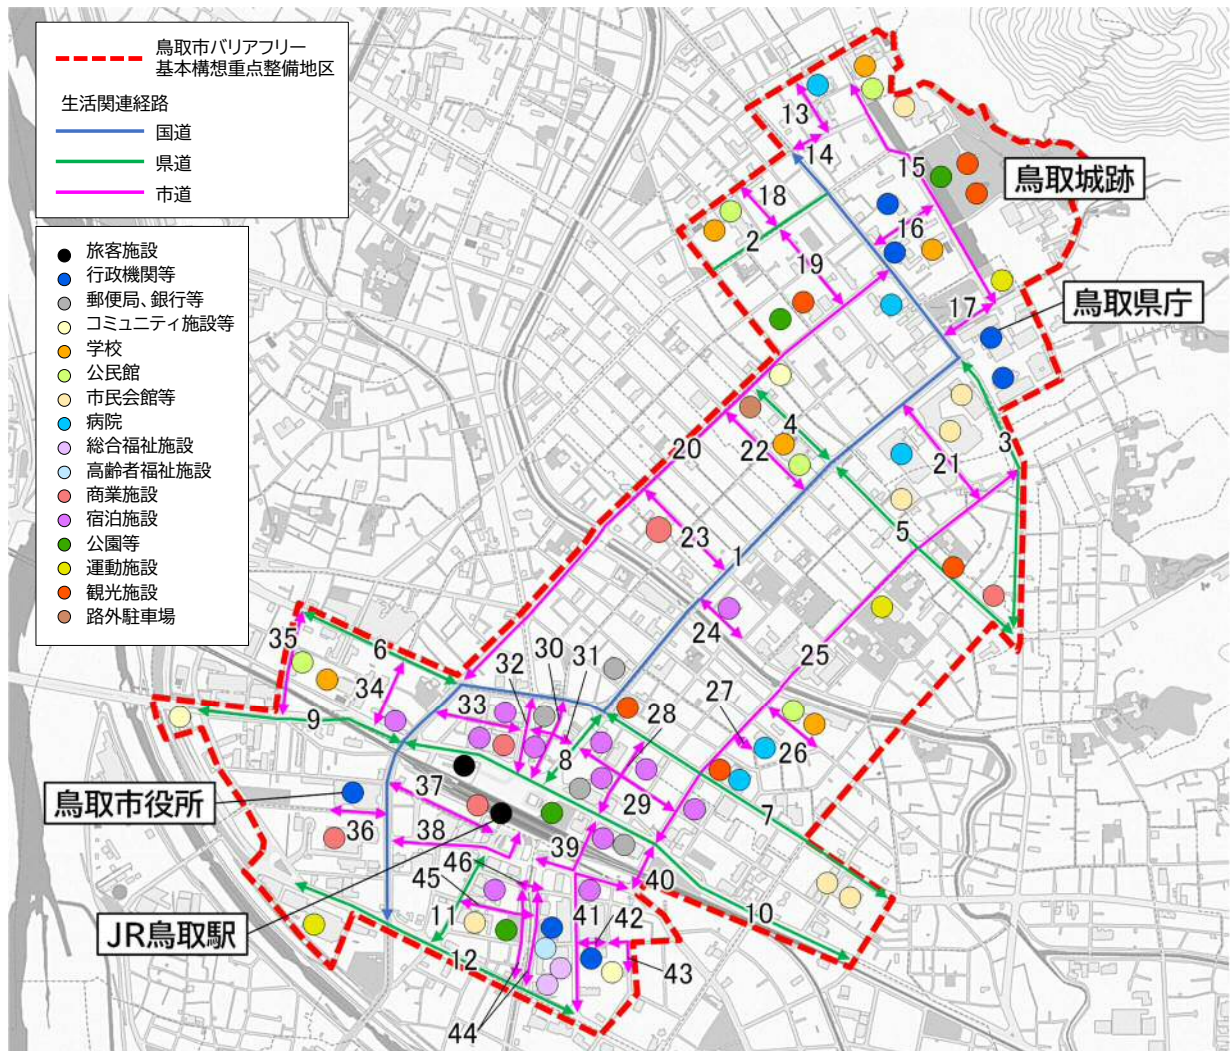 鳥取市バリアフリー
基本構想重点整備地区
生活関連経路
国道
県道
市道
旅客施設
行政機関等
郵便局、銀行等
コミュニティ施設等
学校
公民館
市民会館等
病院
総合福祉施設
高齢者福祉施設
商業施設
宿泊施設
公園等
運動施設
観光施設
路外駐車場
13
14
15
鳥取城跡
18
16
2
19
17
鳥取県庁
4
20
22
3
21
23
5
1
24
25
35
6
34
32
30
31
33
9
8
28
27
26
29
7
鳥取市役所
37
36
38
39
40
46
45
11
41
42
10
JR鳥取駅
12
43
44